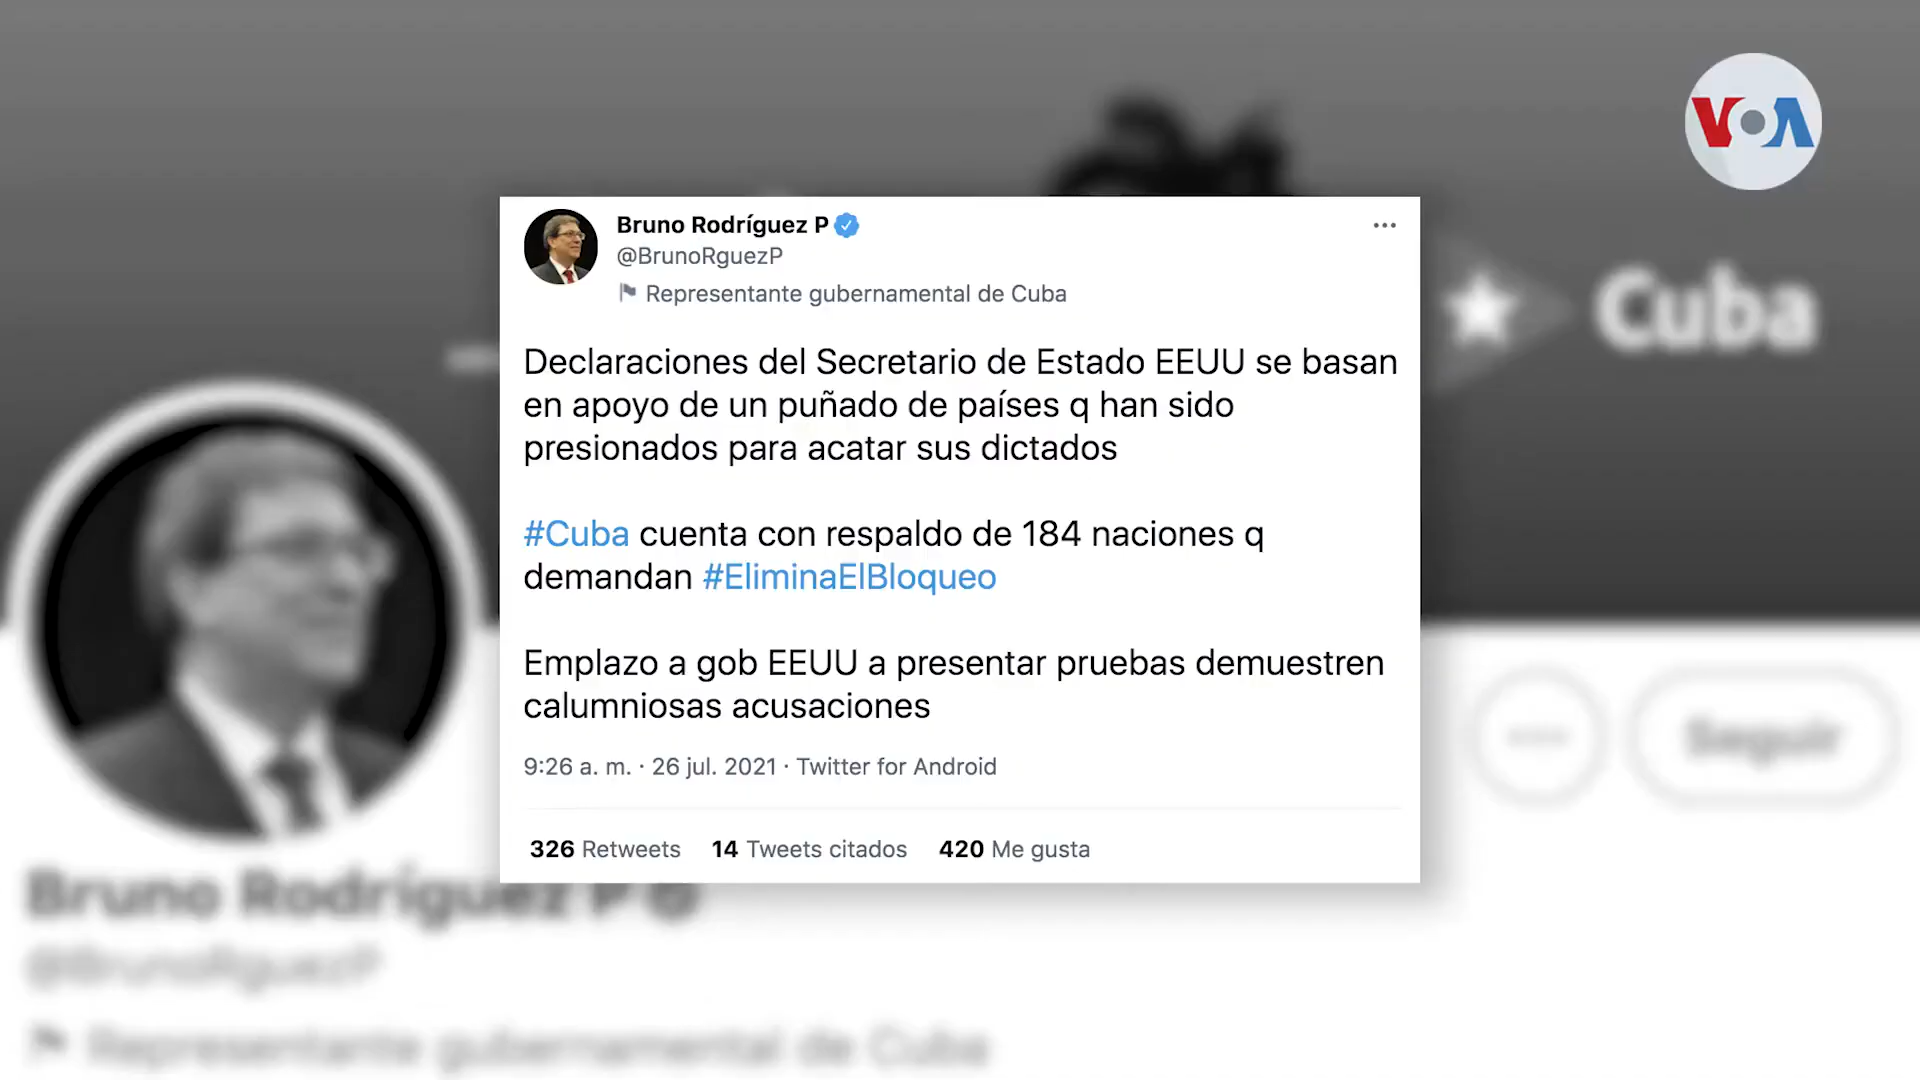 VOA
Bruno Rodríguez P
@BrunoRguezP
Representante gubernamental de Cuba
Declaraciones del Secretario de Estado EEUU se basan
en apoyo de un puñado de países q han sido
presionados para acatar sus dictados
#Cuba cuenta con respaldo de 184 naciones q
demandan #EliminaElBloqueo
Emplazo a gob EEUU a presentar pruebas demuestren
calumniosas acusaciones
9:26 a. m. · 26 jul. 2021 · Twitter for Android
326 Retweets 14 Tweets citados 420 Me gusta
Cuba
Seguir
Bruno Rodríguez P
@BrunoRguezP
Representante gubernamental de Cuba